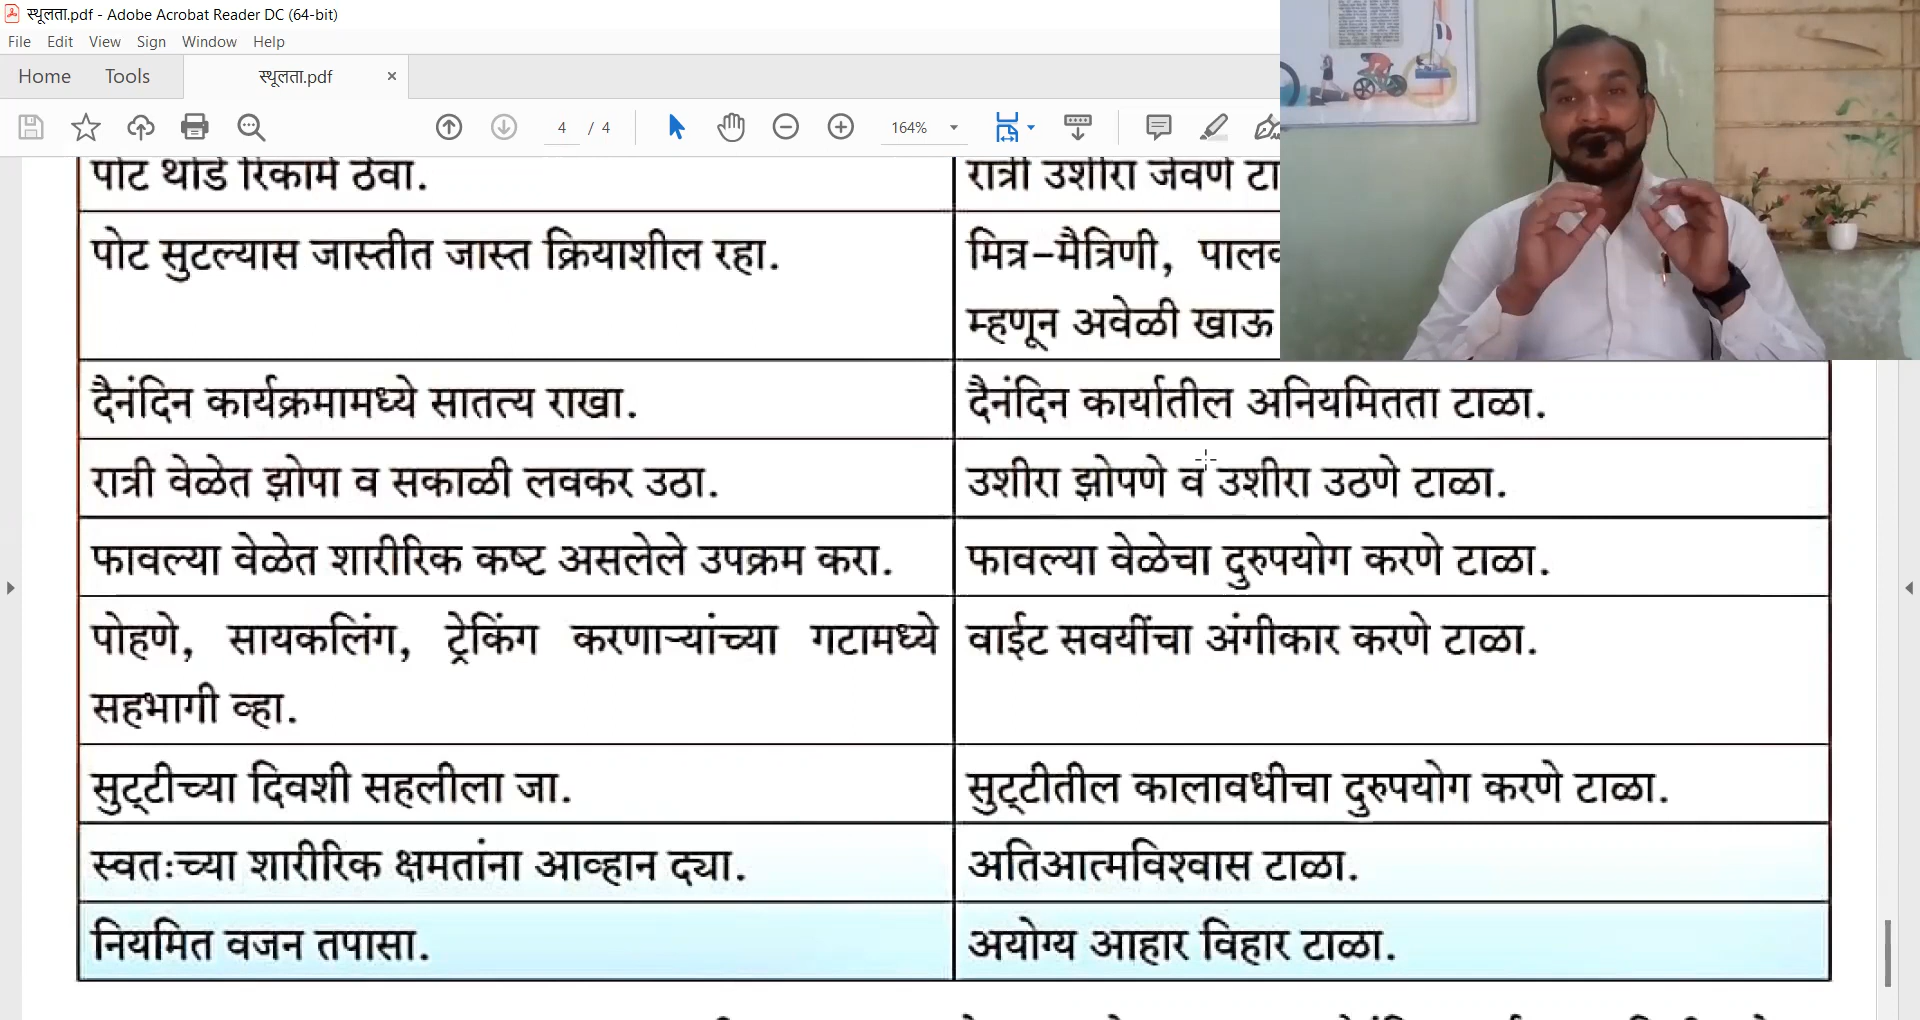 स्थूलता.pdf - Adobe Acrobat Reader DC (64-bit)
File Edit View Sign Window Help
Home Tools स्थूलता.pdf ×
4 / 4 164%
पोट थोडे रिकामे ठेवा. रात्री उशीरा जेवणे
पोट सुटल्यास जास्तीत जास्त क्रियाशील रहा. मित्र-मैत्रिणी,
म्हणून अवेळी खाऊ
दैनंदिन कार्यक्रमामध्ये सातत्य राखा. दैनंदिन कार्यातील अनियमितता टाळा.
रात्री वेळेत झोपा व सकाळी लवकर उठा. उशीरा झोपणे व उशीरा उठणे टाळा.
फावल्या वेळेत शारीरिक कष्ट असलेले उपक्रम करा. फावल्या वेळेचा दुरुपयोग करणे टाळा.
पोहणे, सायकलिंग, ट्रेकिंग करणाऱ्यांच्या गटामध्ये वाईट सवयींचा अंगीकार करणे टाळा.
सहभागी व्हा.
सुट्टीच्या दिवशी सहलीला जा. सुट्टीतील कालावधीचा दुरुपयोग करणे टाळा.
स्वतःच्या शारीरिक क्षमतांना आव्हान द्या. अतिआत्मविश्वास टाळा.
नियमित वजन तपासा. अयोग्य आहार विहार टाळा.